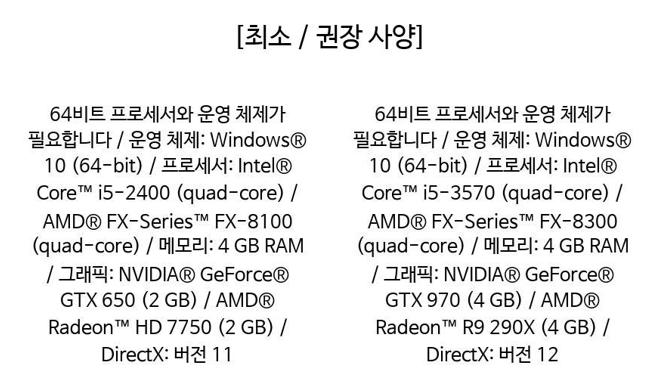 [최소 / 권장 사양]
64비트 프로세서와 운영 체제가
필요합니다 / 운영 체제: Windows®
10 (64-bit) / 프로세서: Intel®
Core™ i5-2400 (quad-core) /
AMD® FX-Series™ FX-8100
(quad-core) / 메모리: 4 GB RAM
/ 그래픽: NVIDIA® GeForce®
GTX 650 (2 GB) / AMD®
Radeon™ HD 7750 (2 GB) /
DirectX: 버전 11
64비트 프로세서와 운영 체제가
필요합니다 / 운영 체제: Windows®
10 (64-bit) / 프로세서: Intel®
Core™ i5-3570 (quad-core) /
AMD® FX-Series™ FX-8300
(quad-core) / 메모리: 4 GB RAM
/ 그래픽: NVIDIA® GeForce®
GTX 970 (4 GB) / AMD®
Radeon™ R9 290X (4 GB) /
DirectX: 버전 12